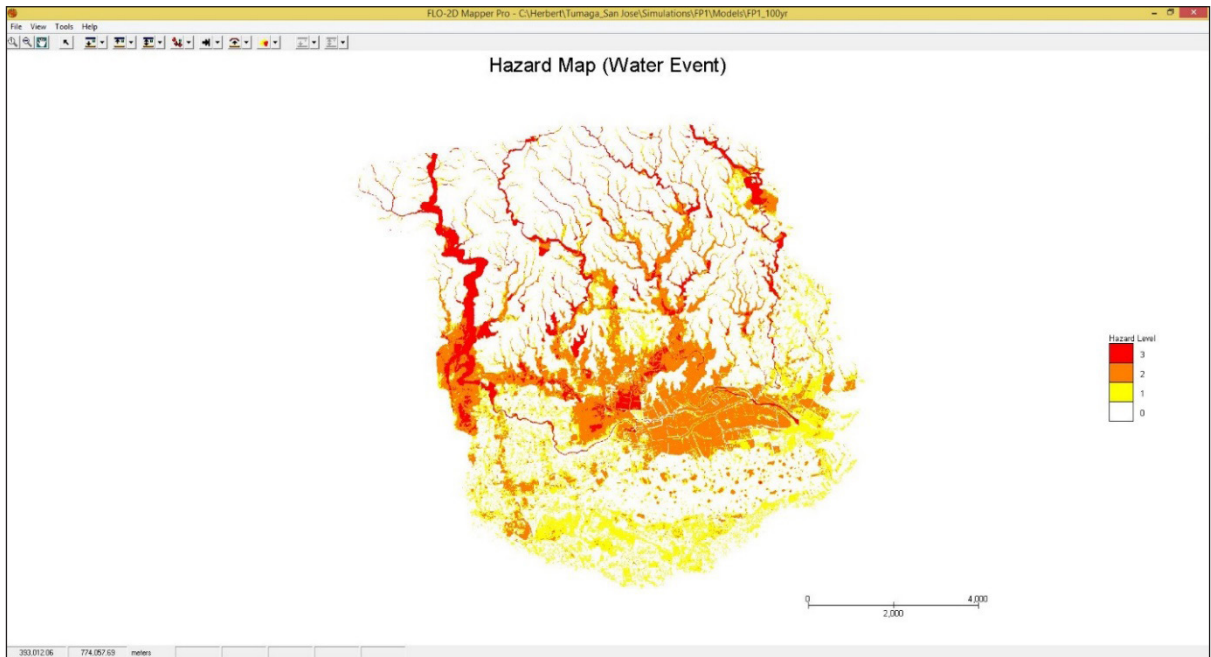 FLO-2D Mapper Pro - C:\Herbert\Tumaga_San Jose\Simulations\FP1\Models\FP1_100yr
File View Tools Help
Hazard Map (Water Event)
Hazard Level
3
2
1
0
0 4,000
2,000
393,012.06 774,057.69 meters